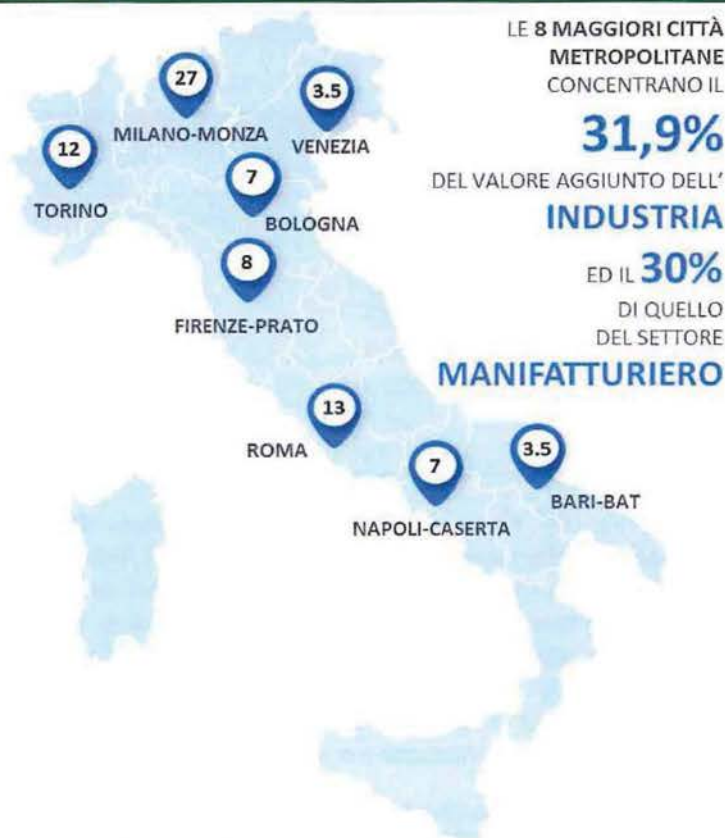 LE 8 MAGGIORI CITTÀ
METROPOLITANE
CONCENTRANO IL
31,9%
DEL VALORE AGGIUNTO DELL'
INDUSTRIA
ED IL 30%
DI QUELLO
DEL SETTORE
MANIFATTURIERO
27
MILANO-MONZA
3.5
VENEZIA
12
TORINO
7
BOLOGNA
8
FIRENZE-PRATO
13
ROMA
7
NAPOLI-CASERTA
3.5
BARI-BAT